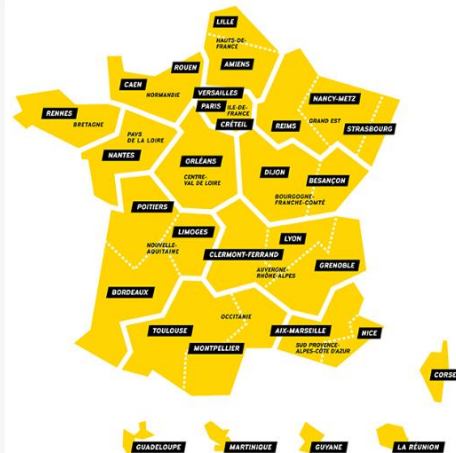 LILLE
HAUTS-DE-
FRANCE
AMIENS
ROUEN
CAEN
NORMANDIE
VERSAILLES
PARIS
ILE-DE-
FRANCE
CRÉTEIL
NANCY-METZ
GRAND EST
REIMS
STRASBOURG
RENNES
BRETAGNE
PAYS
DE LA LOIRE
NANTES
ORLÉANS
CENTRE-
VAL DE LOIRE
DIJON
BESANÇON
BOURGOGNE-
FRANCHE-COMTÉ
POITIERS
LIMOGES
NOUVELLE-
AQUITAINE
BORDEAUX
CLERMONT-FERRAND
LYON
AUVERGNE-
RHÔNE-ALPES
GRENOBLE
OCCITANIE
TOULOUSE
MONTPELLIER
AIX-MARSEILLE
NICE
SUD PROVENCE-
ALPES-CÔTE D'AZUR
CORSE
GUADELOUPE
MARTINIQUE
GUYANE
LA RÉUNION